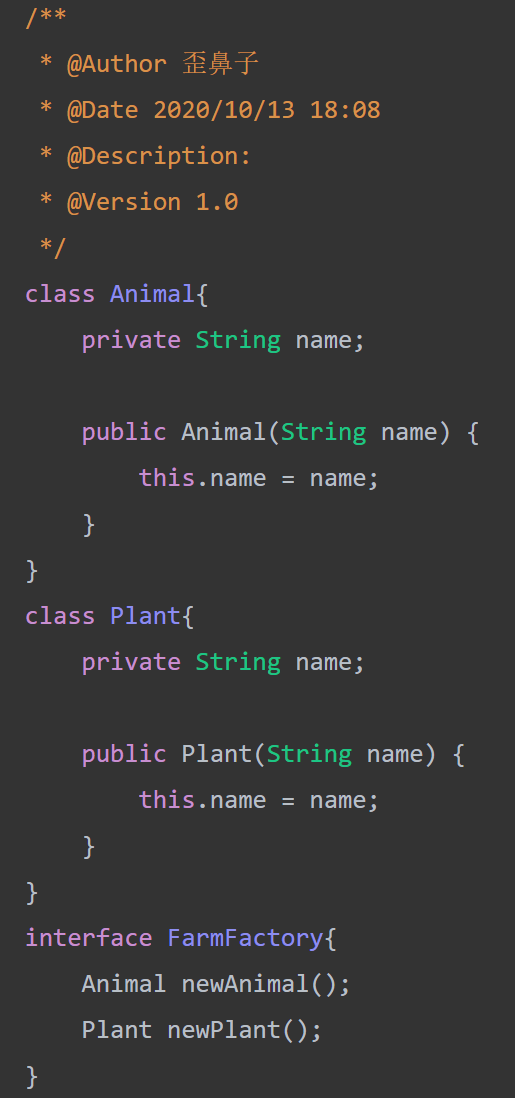 /**
 * @Author 歪鼻子
 * @Date 2020/10/13 18:08
 * @Description:
 * @Version 1.0
 */
class Animal{
    private String name;

    public Animal(String name) {
        this.name = name;
    }
}
class Plant{
    private String name;

    public Plant(String name) {
        this.name = name;
    }
}
interface FarmFactory{
    Animal newAnimal();
    Plant newPlant();
}